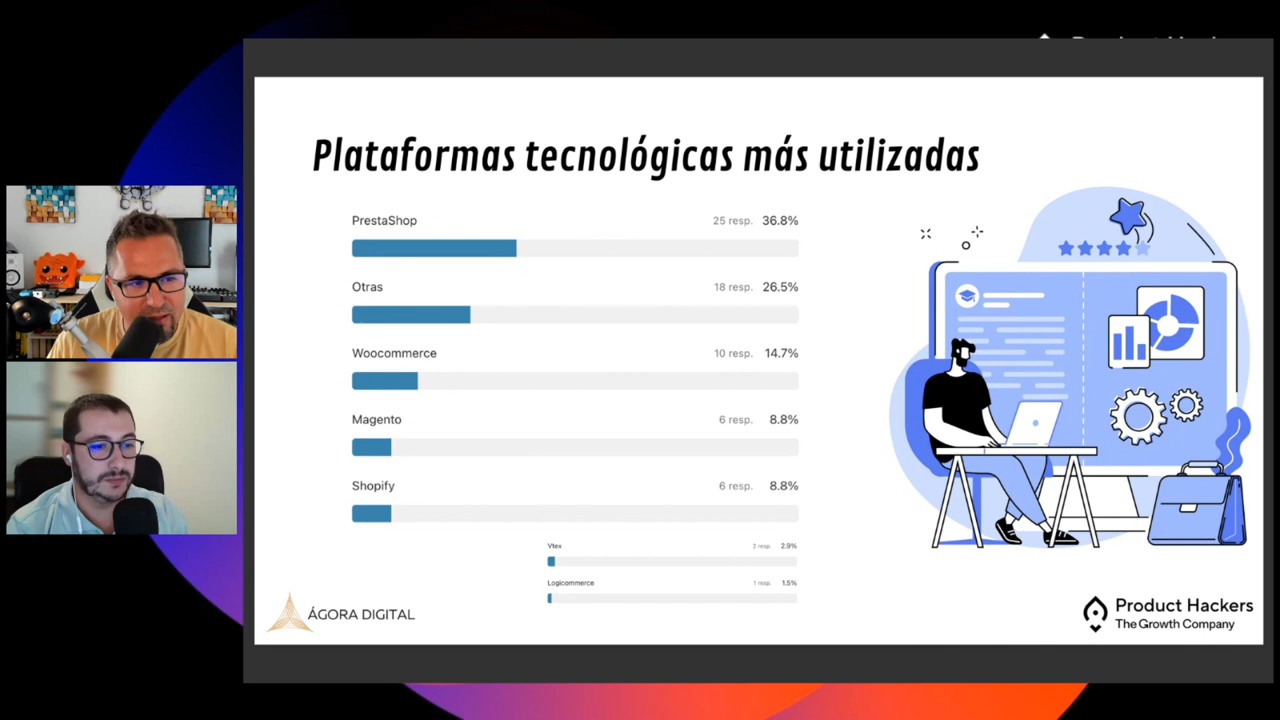 Plataformas tecnológicas más utilizadas
PrestaShop 25 resp. 36.8%
Otras 18 resp. 26.5%
Woocommerce 10 resp. 14.7%
Magento 6 resp. 8.8%
Shopify 6 resp. 8.8%
Vtex 2 resp. 2.9%
Logicommerce 1 resp. 1.5%
ÁGORA DIGITAL
Product Hackers
The Growth Company